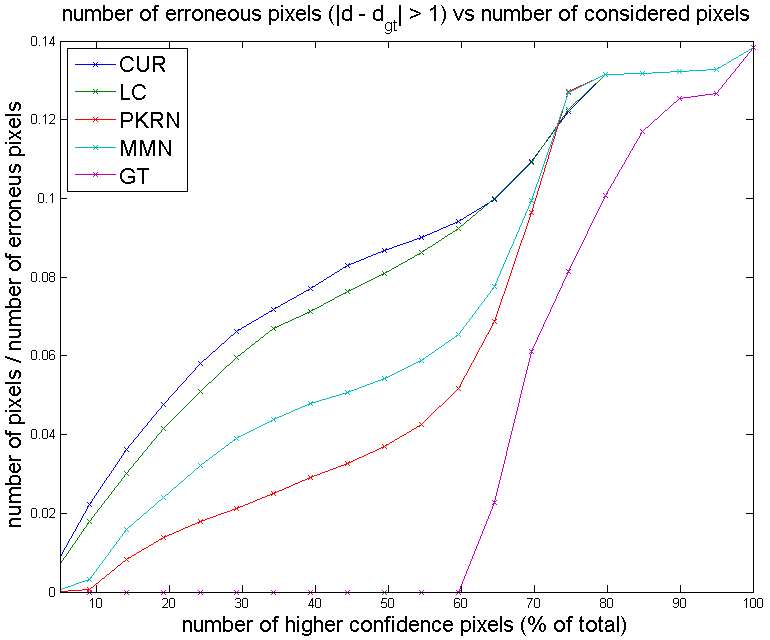 number of erroneous pixels (|d - d_gt| > 1) vs number of considered pixels
0.14
0.12
0.1
0.08
0.06
0.04
0.02
0
CUR
LC
PKRN
MMN
GT
number of pixels / number of erroneus pixels
10 20 30 40 50 60 70 80 90 100
number of higher confidence pixels (% of total)